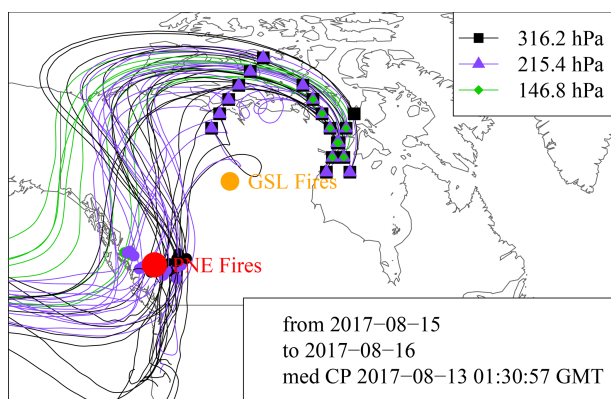 316.2 hPa
215.4 hPa
146.8 hPa
GSL Fires
PNE Fires
from 2017−08−15
to 2017−08−16
med CP 2017−08−13 01:30:57 GMT